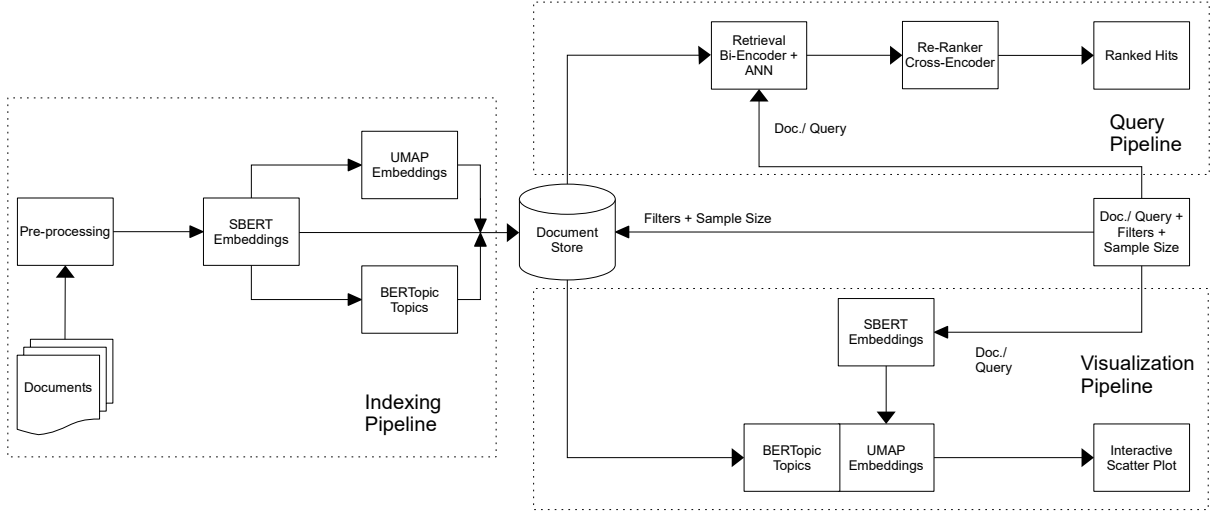 Retrieval
Bi-Encoder +
ANN
Re-Ranker
Cross-Encoder
Ranked Hits
Doc./ Query
Query
Pipeline
UMAP
Embeddings
Pre-processing
SBERT
Embeddings
BERTopic
Topics
Documents
Indexing
Pipeline
Document
Store
Filters + Sample Size
Doc./ Query +
Filters +
Sample Size
SBERT
Embeddings
Doc./
Query
Visualization
Pipeline
BERTopic
Topics
UMAP
Embeddings
Interactive
Scatter Plot